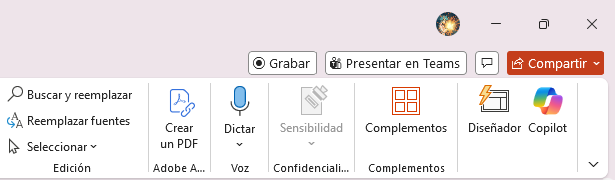 Grabar
Presentar en Teams
Compartir
Buscar y reemplazar
Reemplazar fuentes
Seleccionar
Edición
Crear
un PDF
Adobe A...
Dictar
Voz
Sensibilidad
Confidenciali...
Complementos
Complementos
Diseñador
Copilot